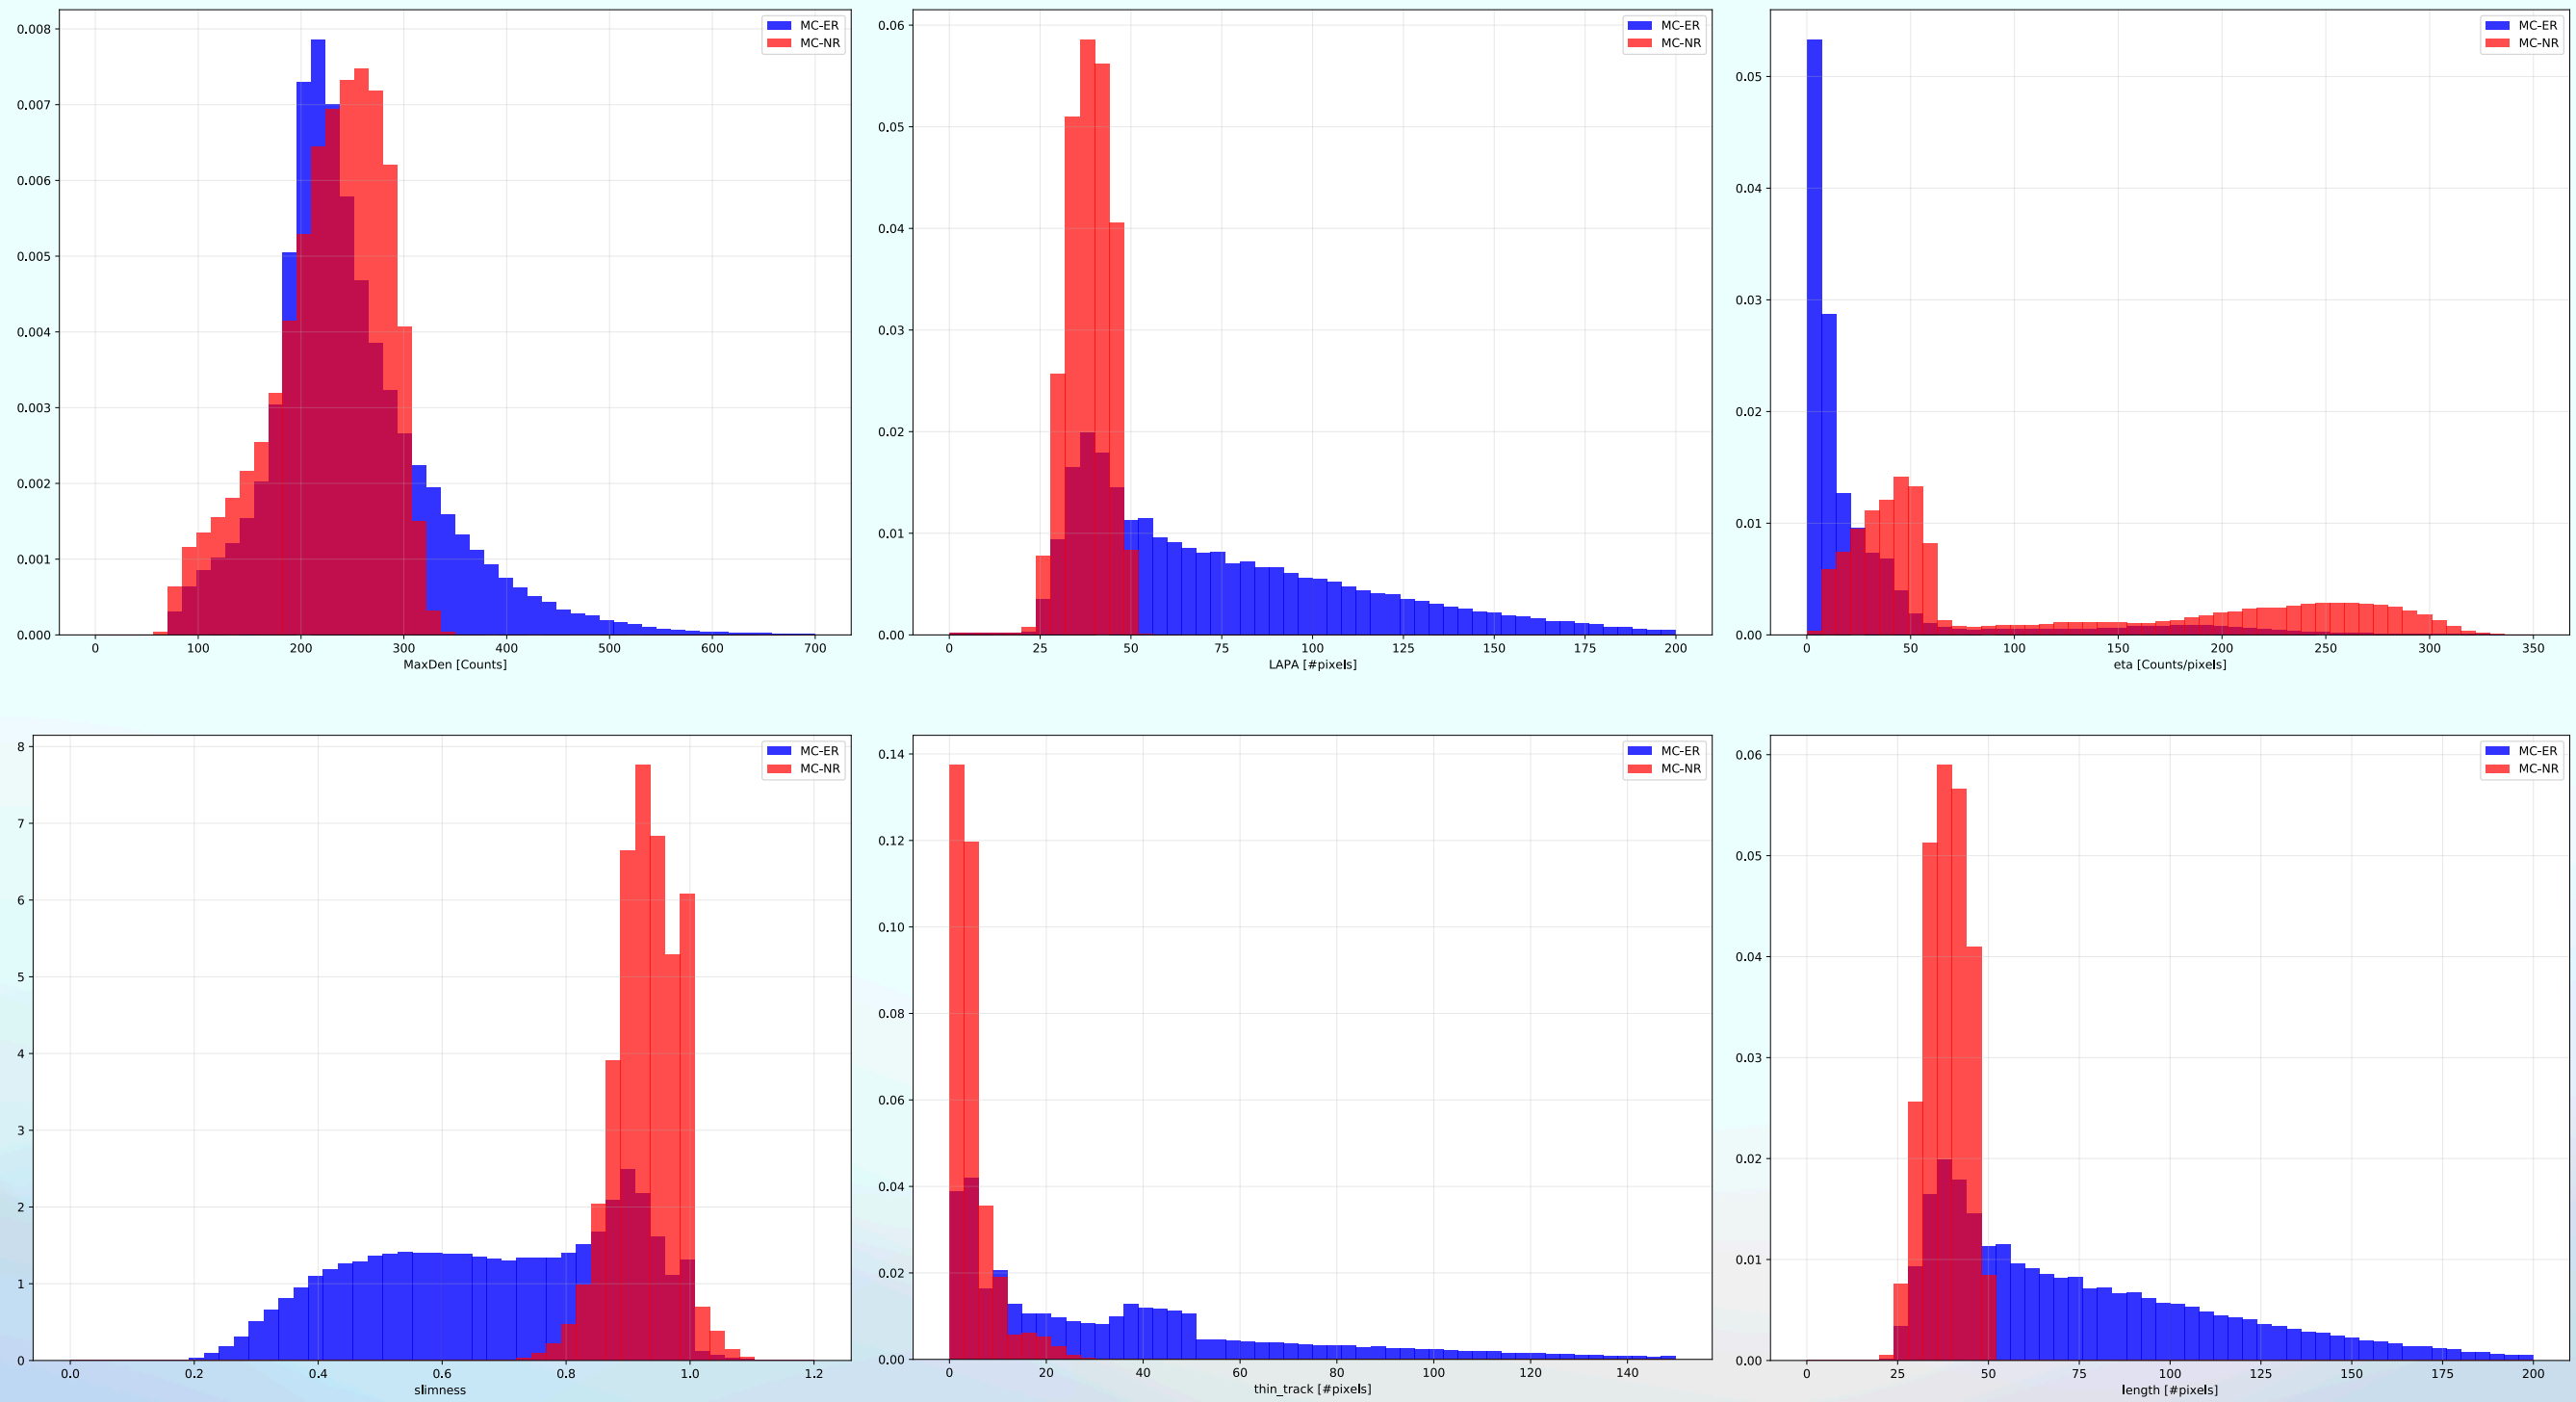 MC-ER
MC-NR
0.008
0.007
0.006
0.005
0.004
0.003
0.002
0.001
0.000
0 100 200 300 400 500 600 700
MaxDen [Counts]
MC-ER
MC-NR
0.06
0.05
0.04
0.03
0.02
0.01
0.00
0 25 50 75 100 125 150 175 200
LAPA [#pixels]
MC-ER
MC-NR
0.05
0.04
0.03
0.02
0.01
0.00
0 50 100 150 200 250 300 350
eta [Counts/pixels]
MC-ER
MC-NR
8
7
6
5
4
3
2
1
0
0.0 0.2 0.4 0.6 0.8 1.0 1.2
slimness
MC-ER
MC-NR
0.14
0.12
0.10
0.08
0.06
0.04
0.02
0.00
0 20 40 60 80 100 120 140
thin_track [#pixels]
MC-ER
MC-NR
0.06
0.05
0.04
0.03
0.02
0.01
0.00
0 25 50 75 100 125 150 175 200
length [#pixels]